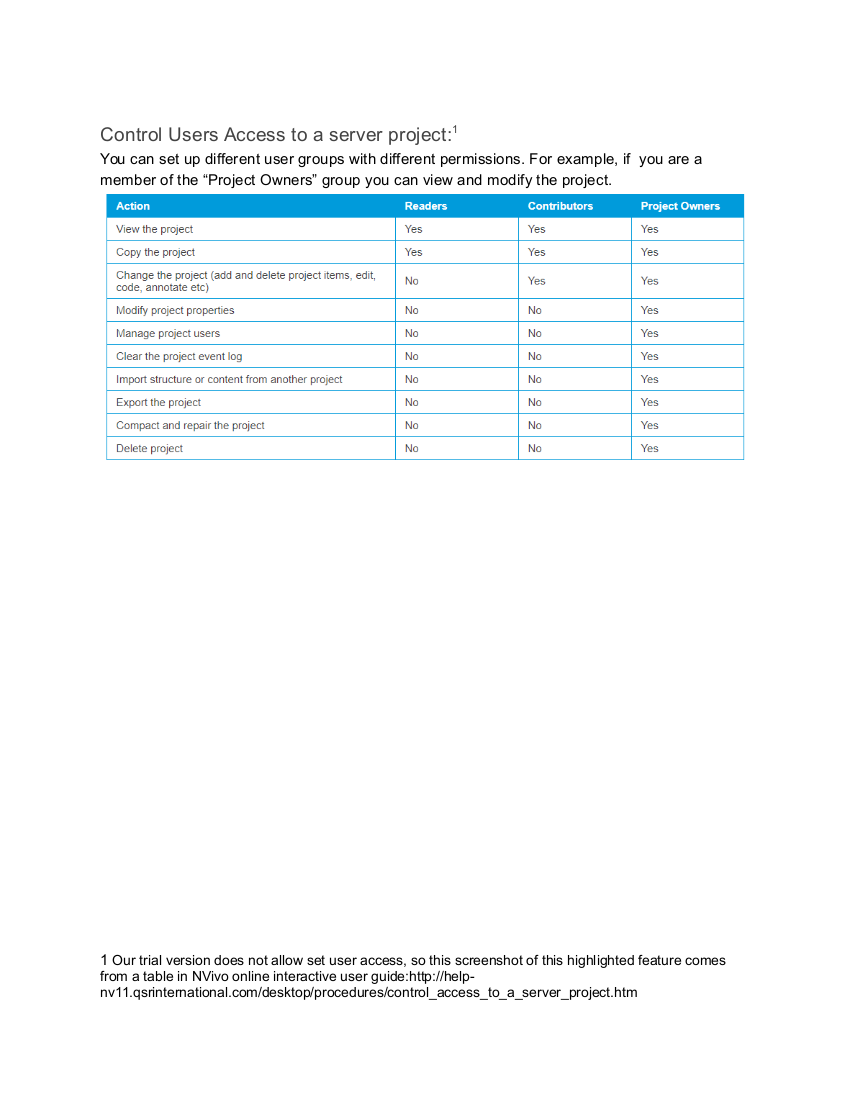 Control Users Access to a server project:1
You can set up different user groups with different permissions. For example, if  you are a
member of the “Project Owners” group you can view and modify the project.
Action Readers Contributors Project Owners
View the project Yes Yes Yes
Copy the project Yes Yes Yes
Change the project (add and delete project items, edit,
code, annotate etc) No Yes Yes
Modify project properties No No Yes
Manage project users No No Yes
Clear the project event log No No Yes
Import structure or content from another project No No Yes
Export the project No No Yes
Compact and repair the project No No Yes
Delete project No No Yes
1 Our trial version does not allow set user access, so this screenshot of this highlighted feature comes
from a table in NVivo online interactive user guide:http://help-
nv11.qsrinternational.com/desktop/procedures/control_access_to_a_server_project.htm